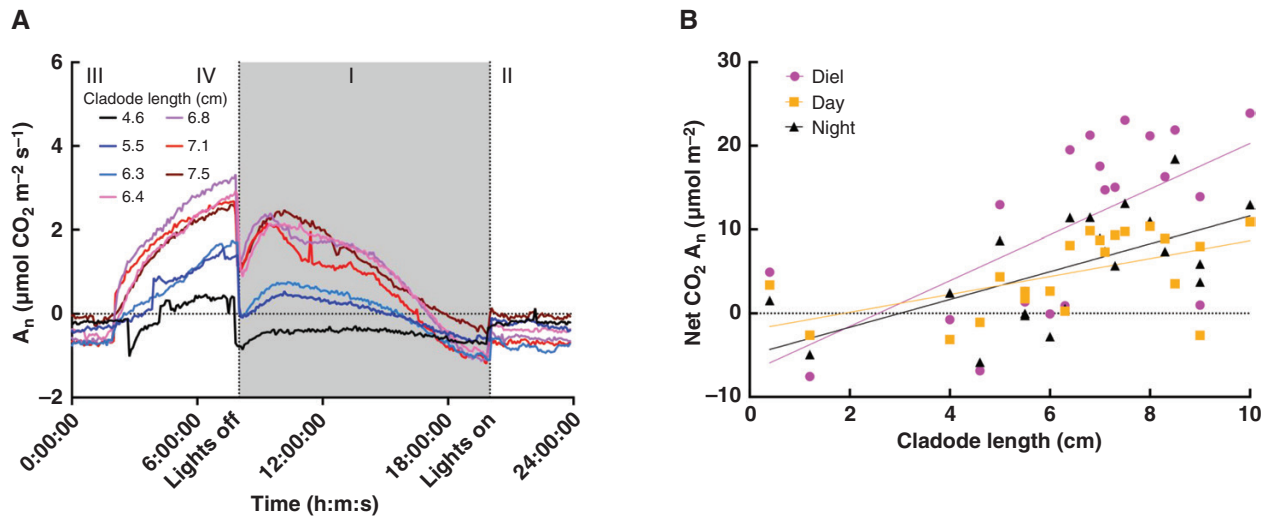 A
6
4
2
0
−2
Aₙ (μmol CO₂ m⁻² s⁻¹)
III
IV
I
II
Cladode length (cm)
4.6
6.8
5.5
7.1
6.3
7.5
6.4
0:00:00
6:00:00
Lights off
12:00:00
18:00:00
Lights on
24:00:00
Time (h:m:s)
B
30
20
10
0
−10
Net CO₂ Aₙ (μmol m⁻²)
Diel
Day
Night
0
2
4
6
8
10
Cladode length (cm)